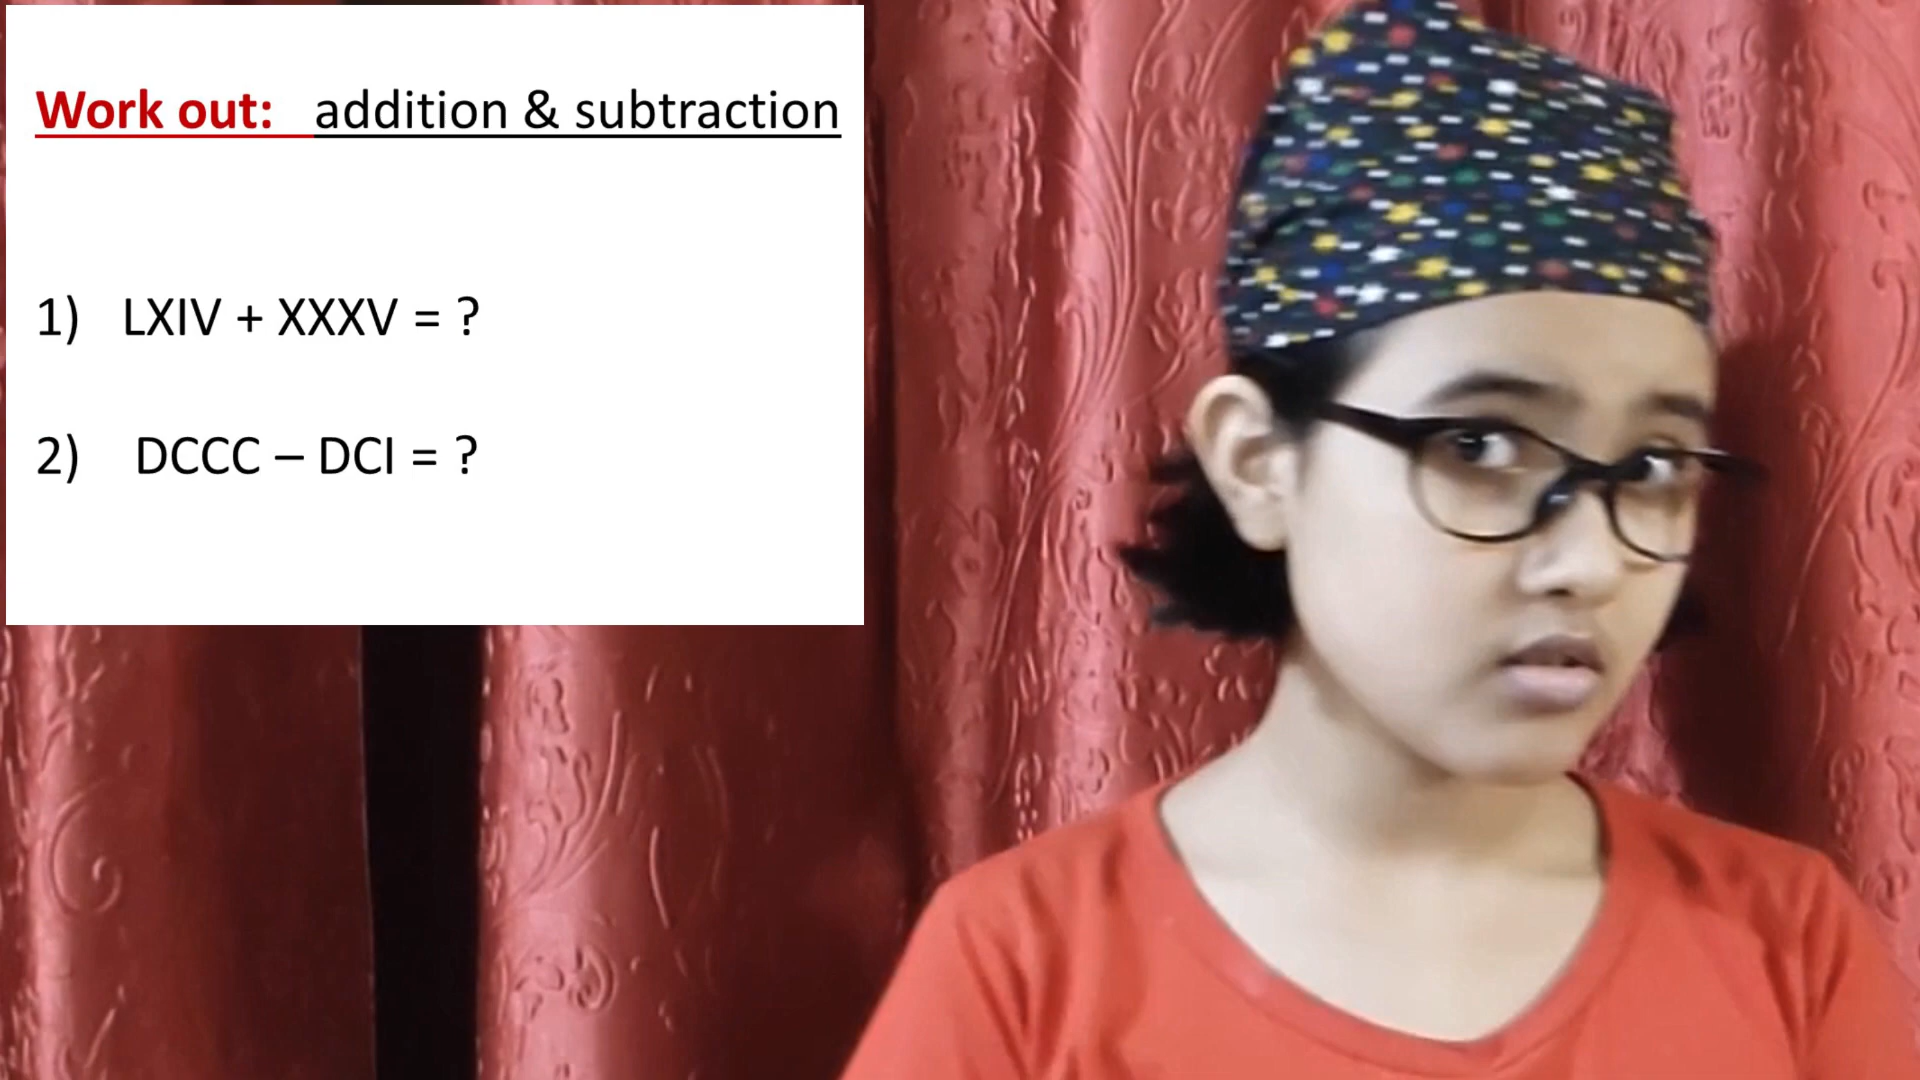 Work out: addition & subtraction
1) LXIV + XXXV = ?
2) DCCC – DCI = ?